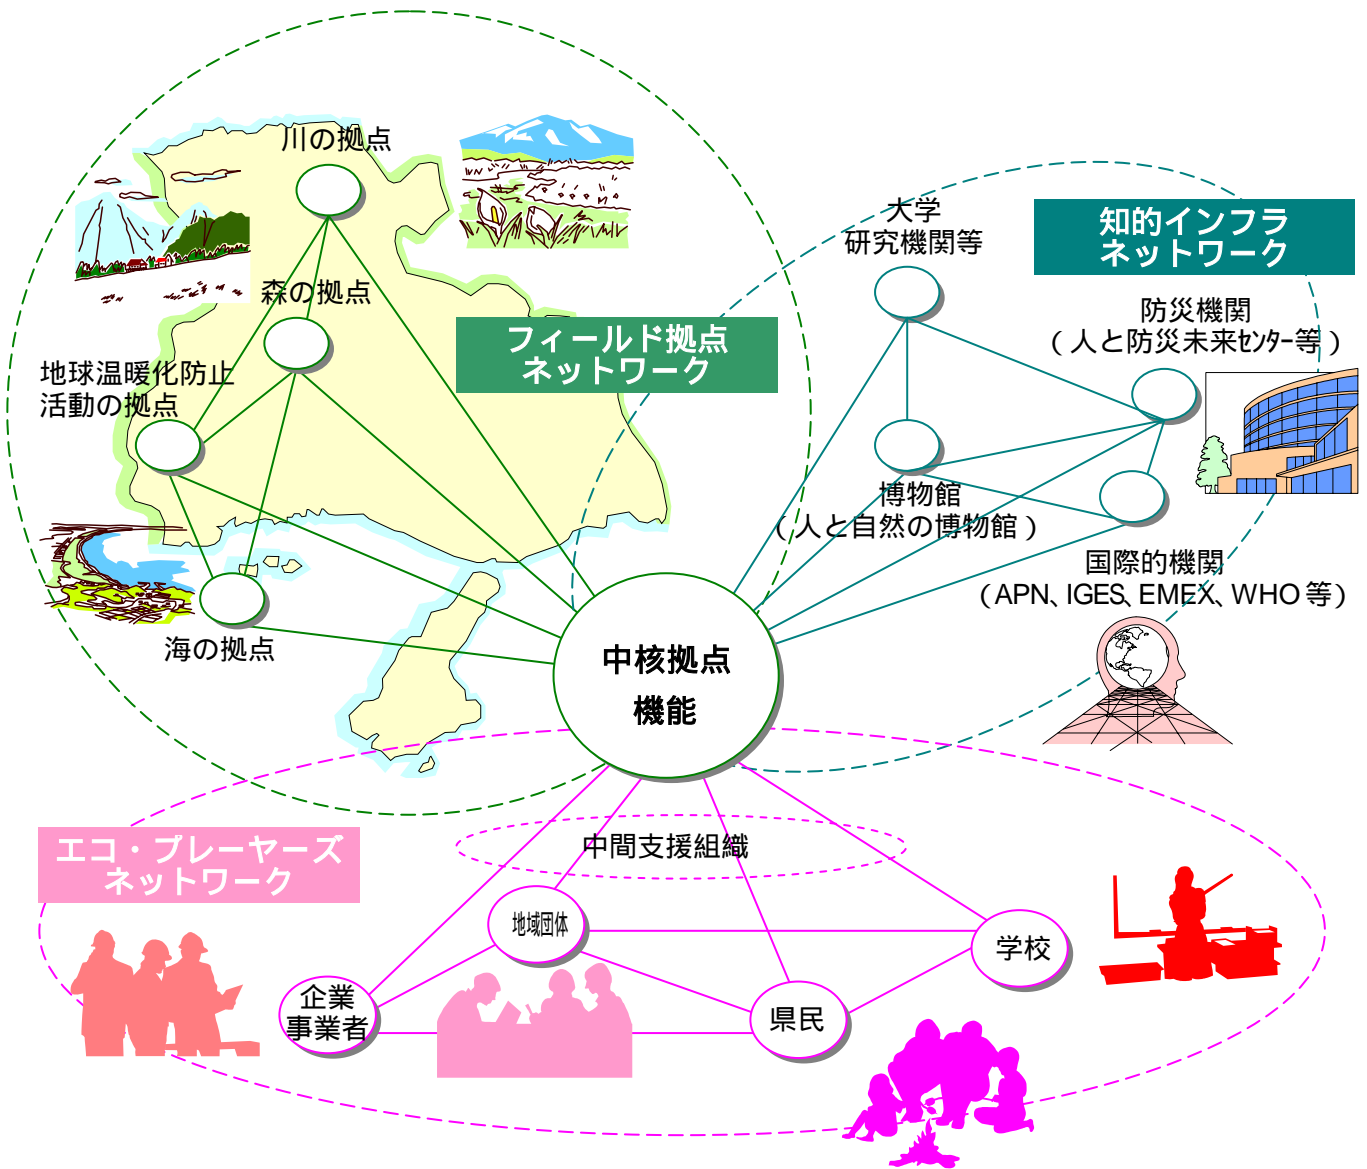 川の拠点
森の拠点
地球温暖化防止
活動の拠点
海の拠点
フィールド拠点
ネットワーク
大学
研究機関等
知的インフラ
ネットワーク
防災機関
（人と防災未来ｾﾝﾀｰ等）
博物館
（人と自然の博物館）
国際的機関
（APN、IGES、EMEX、WHO 等）
中核拠点
機能
エコ・プレーヤーズ
ネットワーク
中間支援組織
地域団体
学校
企業
事業者
県民